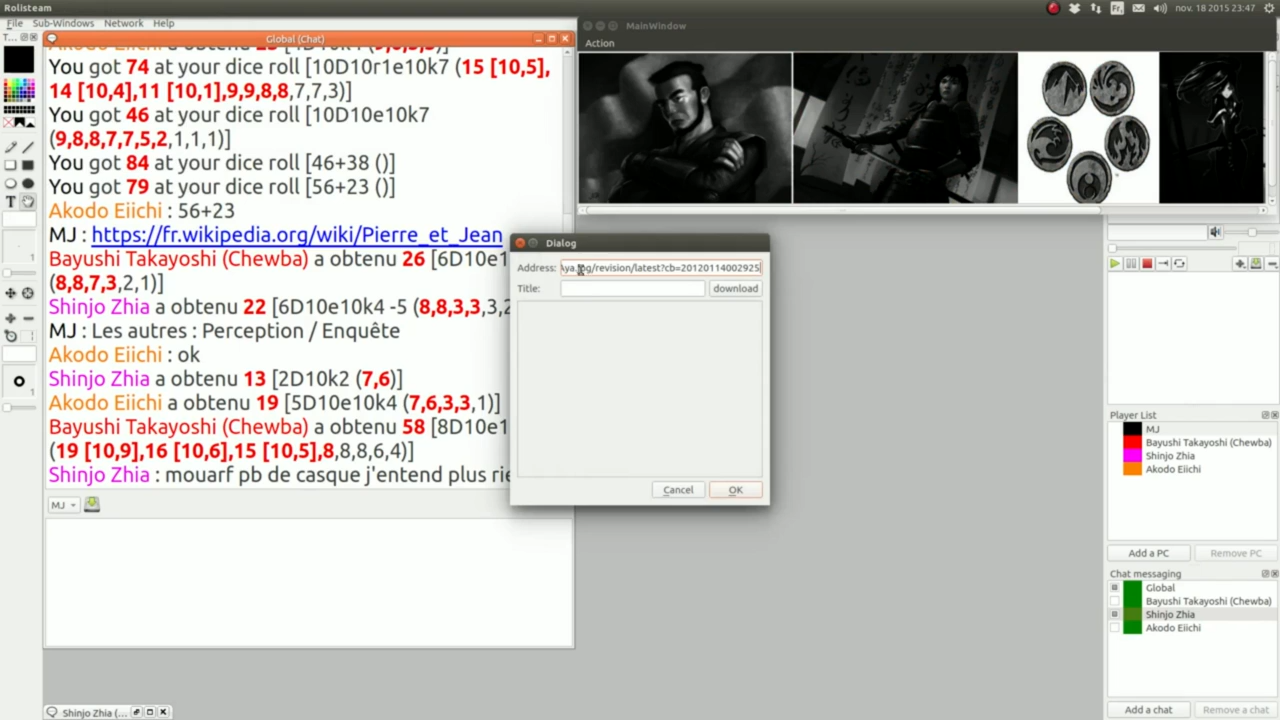 Rolisteam
Fr
nov. 18 2015 23:47
File Sub-Windows Network Help
T...
Global (Chat)
MainWindow
Action
You got 74 at your dice roll [10D10r1e10k7 (15 [10,5],
14 [10,4],11 [10,1],9,9,8,8,7,7,3)]
You got 46 at your dice roll [10D10e10k7
(9,8,8,7,7,5,2,1,1,1)]
You got 84 at your dice roll [46+38 ()]
You got 79 at your dice roll [56+23 ()]
Akodo Eiichi : 56+23
MJ : https://fr.wikipedia.org/wiki/Pierre_et_Jean
Bayushi Takayoshi (Chewba) a obtenu 26 [6D10e1
(8,8,7,3,2,1)]
Shinjo Zhia a obtenu 22 [6D10e10k4 -5 (8,8,3,3,3,2
MJ : Les autres : Perception / Enquête
Akodo Eiichi : ok
Shinjo Zhia a obtenu 13 [2D10k2 (7,6)]
Akodo Eiichi a obtenu 19 [5D10e10k4 (7,6,3,3,1)]
Bayushi Takayoshi (Chewba) a obtenu 58 [8D10e1
(19 [10,9],16 [10,6],15 [10,5],8,8,8,6,4)]
Shinjo Zhia : mouarf pb de casque j'entend plus rie
MJ
Shinjo Zhia (...
T
1
1
1
Dialog
Address: /revision/latest?cb=20120114002925
Title: download
Cancel OK
Player List
MJ
Bayushi Takayoshi (Chewba)
Shinjo Zhia
Akodo Eiichi
Add a PC Remove PC
Chat messaging
Global
Bayushi Takayoshi (Chewba)
Shinjo Zhia
Akodo Eiichi
Add a chat Remove a chat